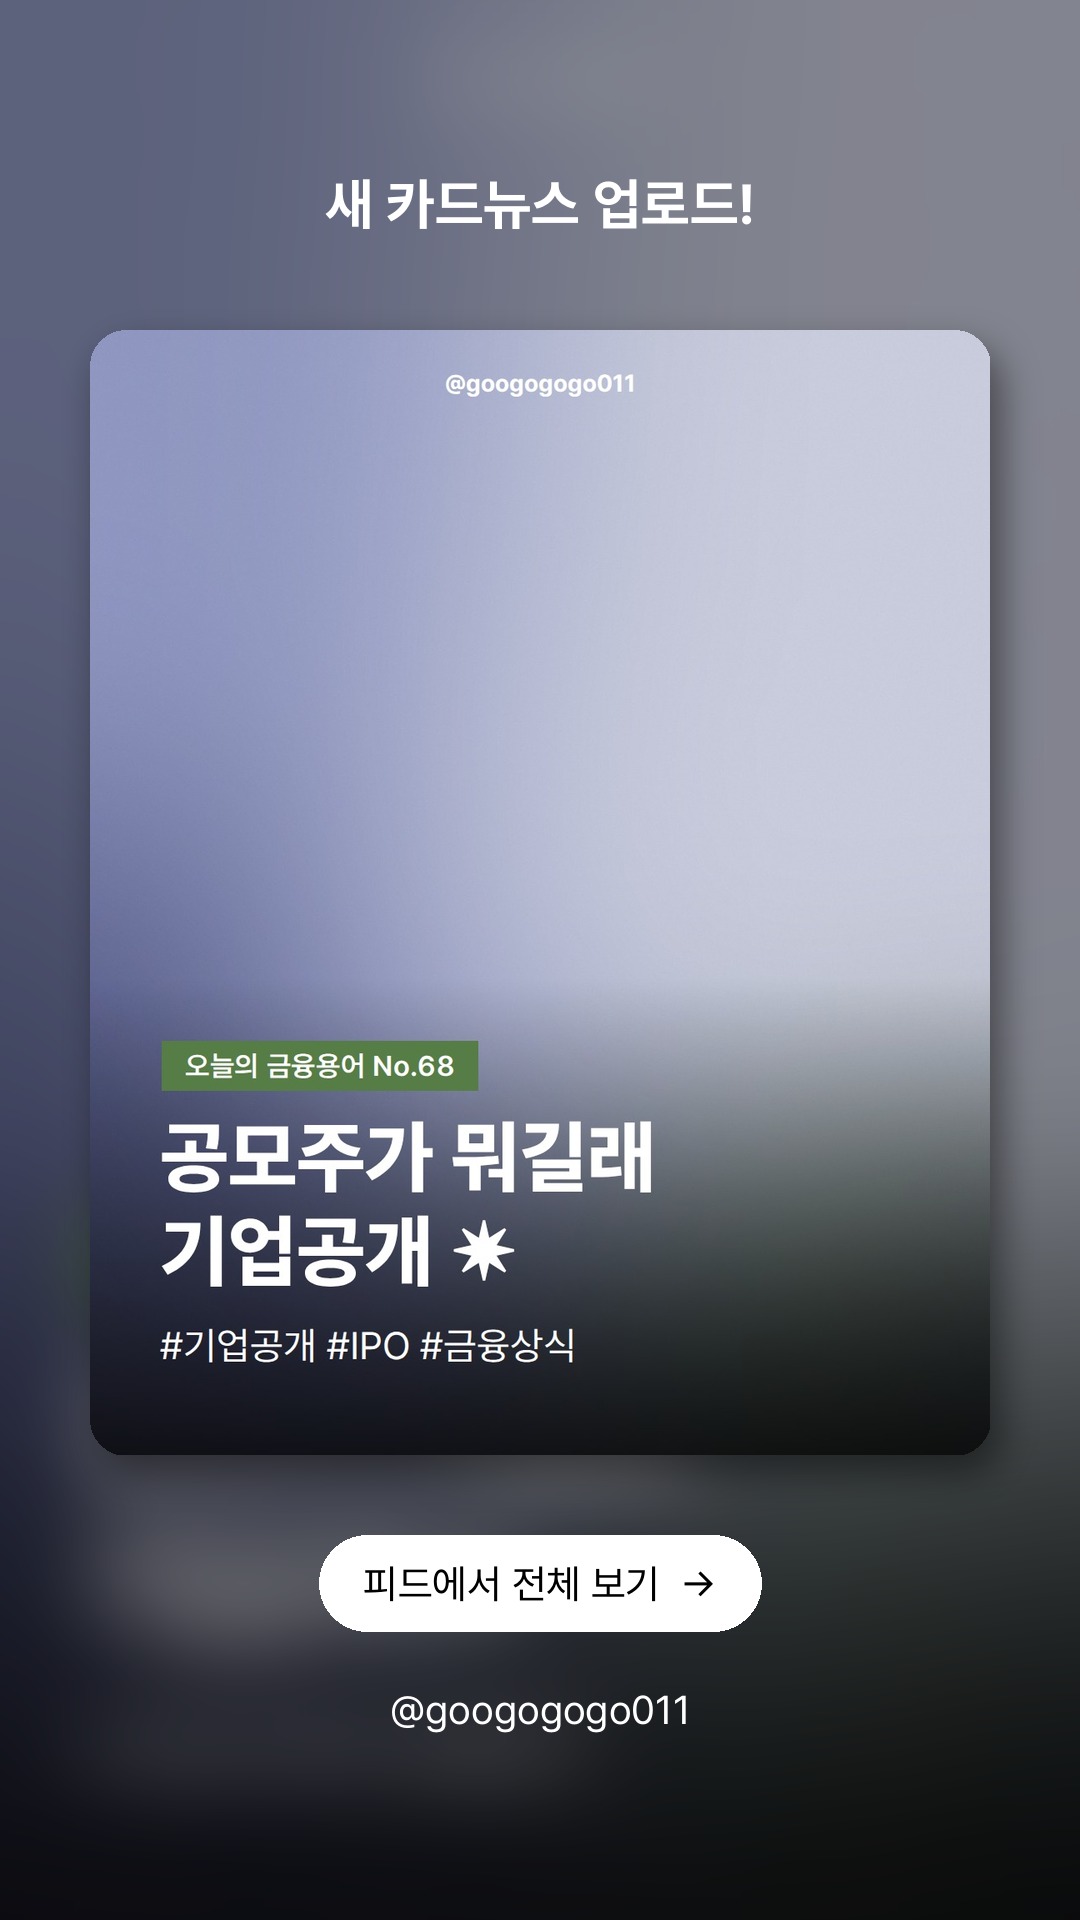 새 카드뉴스 업로드!
@googogogo011
오늘의 금융용어 No.68
공모주가 뭐길래
기업공개 ✷
#기업공개 #IPO #금융상식
피드에서 전체 보기 →
@googogogo011